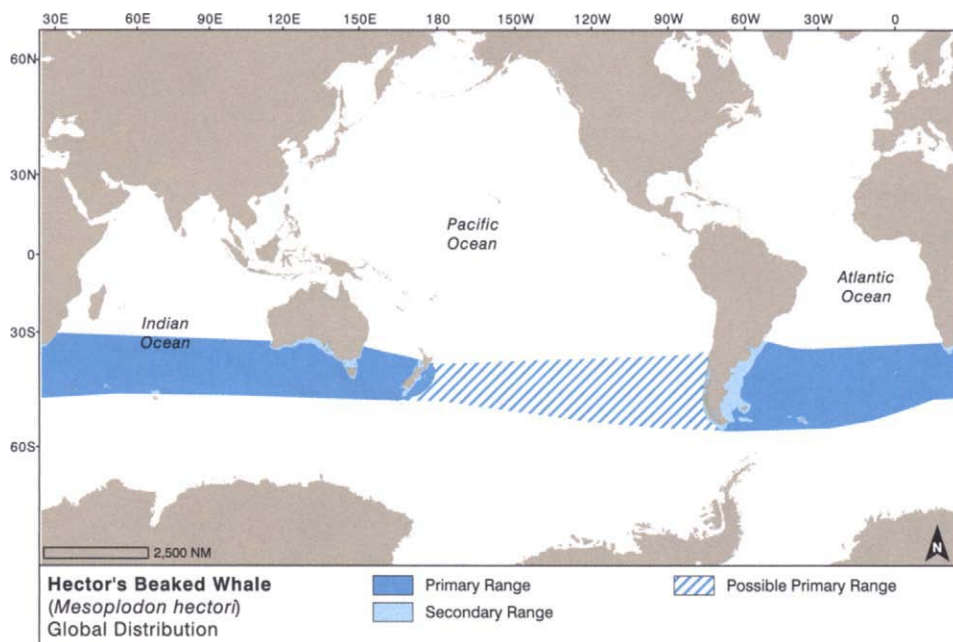 30E 60E 90E 120E 150E 180 150W 120W 90W 60W 30W 0
60N
30N
Pacific
Ocean
0
Atlantic
Ocean
Indian
Ocean
30S
60S
2,500 NM
N
Hector's Beaked Whale
(Mesoplodon hectori)
Global Distribution
Primary Range
Secondary Range
Possible Primary Range